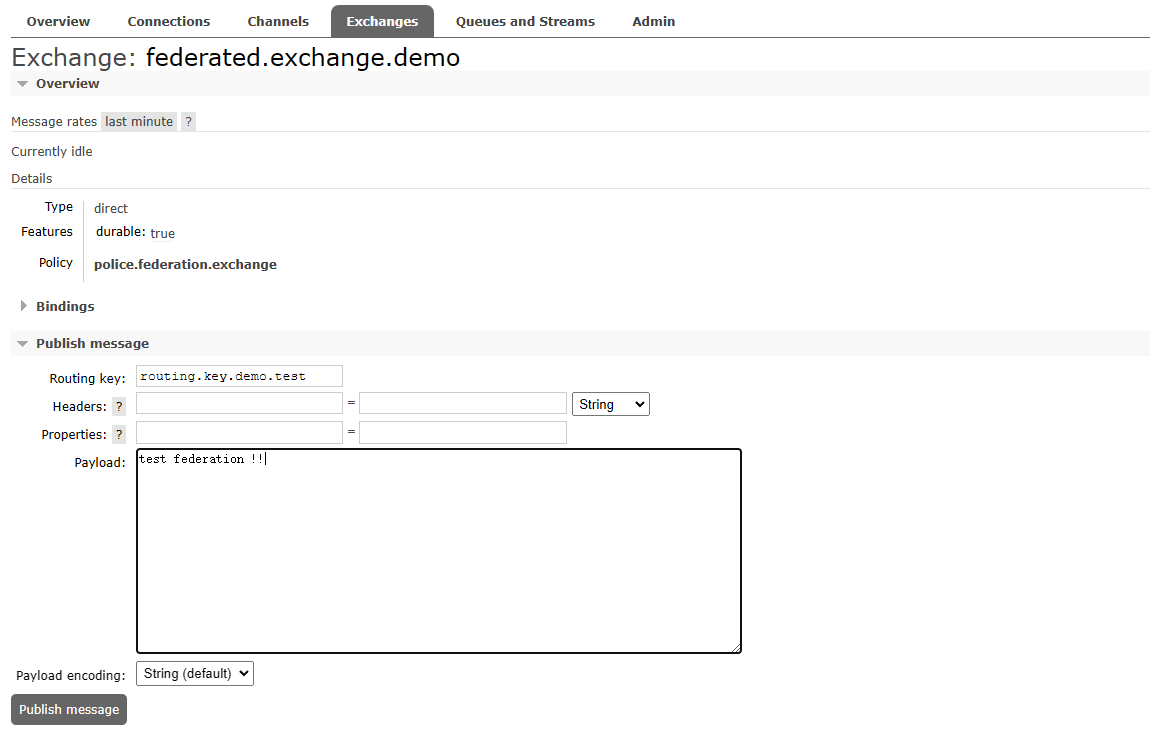 Overview Connections Channels Exchanges Queues and Streams Admin
Exchange: federated.exchange.demo
Overview
Message rates last minute ?
Currently idle
Details
Type direct
Features durable: true
Policy police.federation.exchange
Bindings
Publish message
Routing key: routing.key.demo.test
Headers: ? = String
Properties: ? =
Payload: test federation !!
Payload encoding: String (default)
Publish message